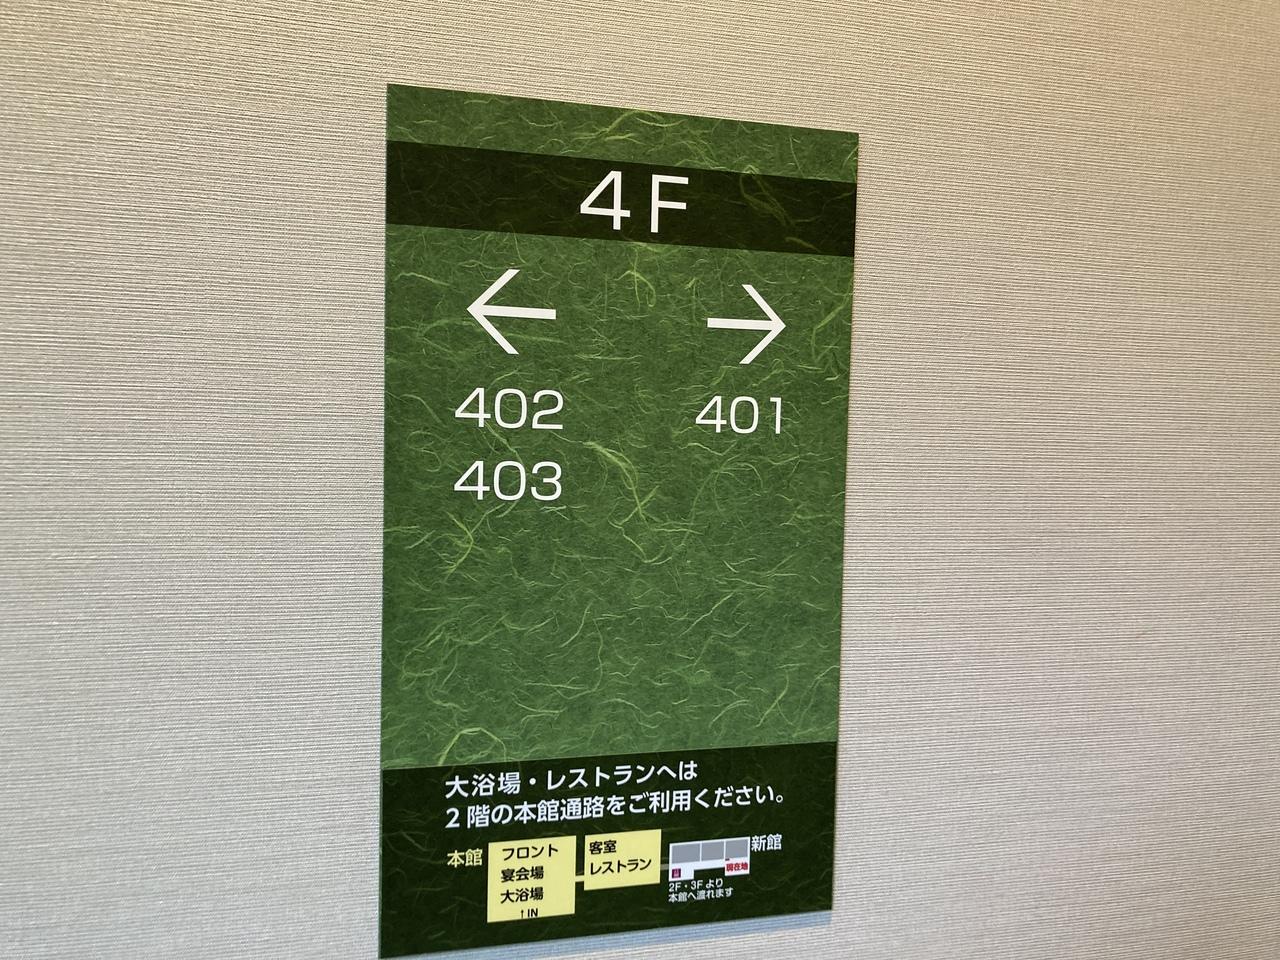 4F
← →
402 401
403
大浴場・レストランへは
2階の本館通路をご利用ください。
本館
フロント
宴会場
大浴場
↑IN
客室
レストラン
新館
現在地
2F・3Fより
本館へ渡れます